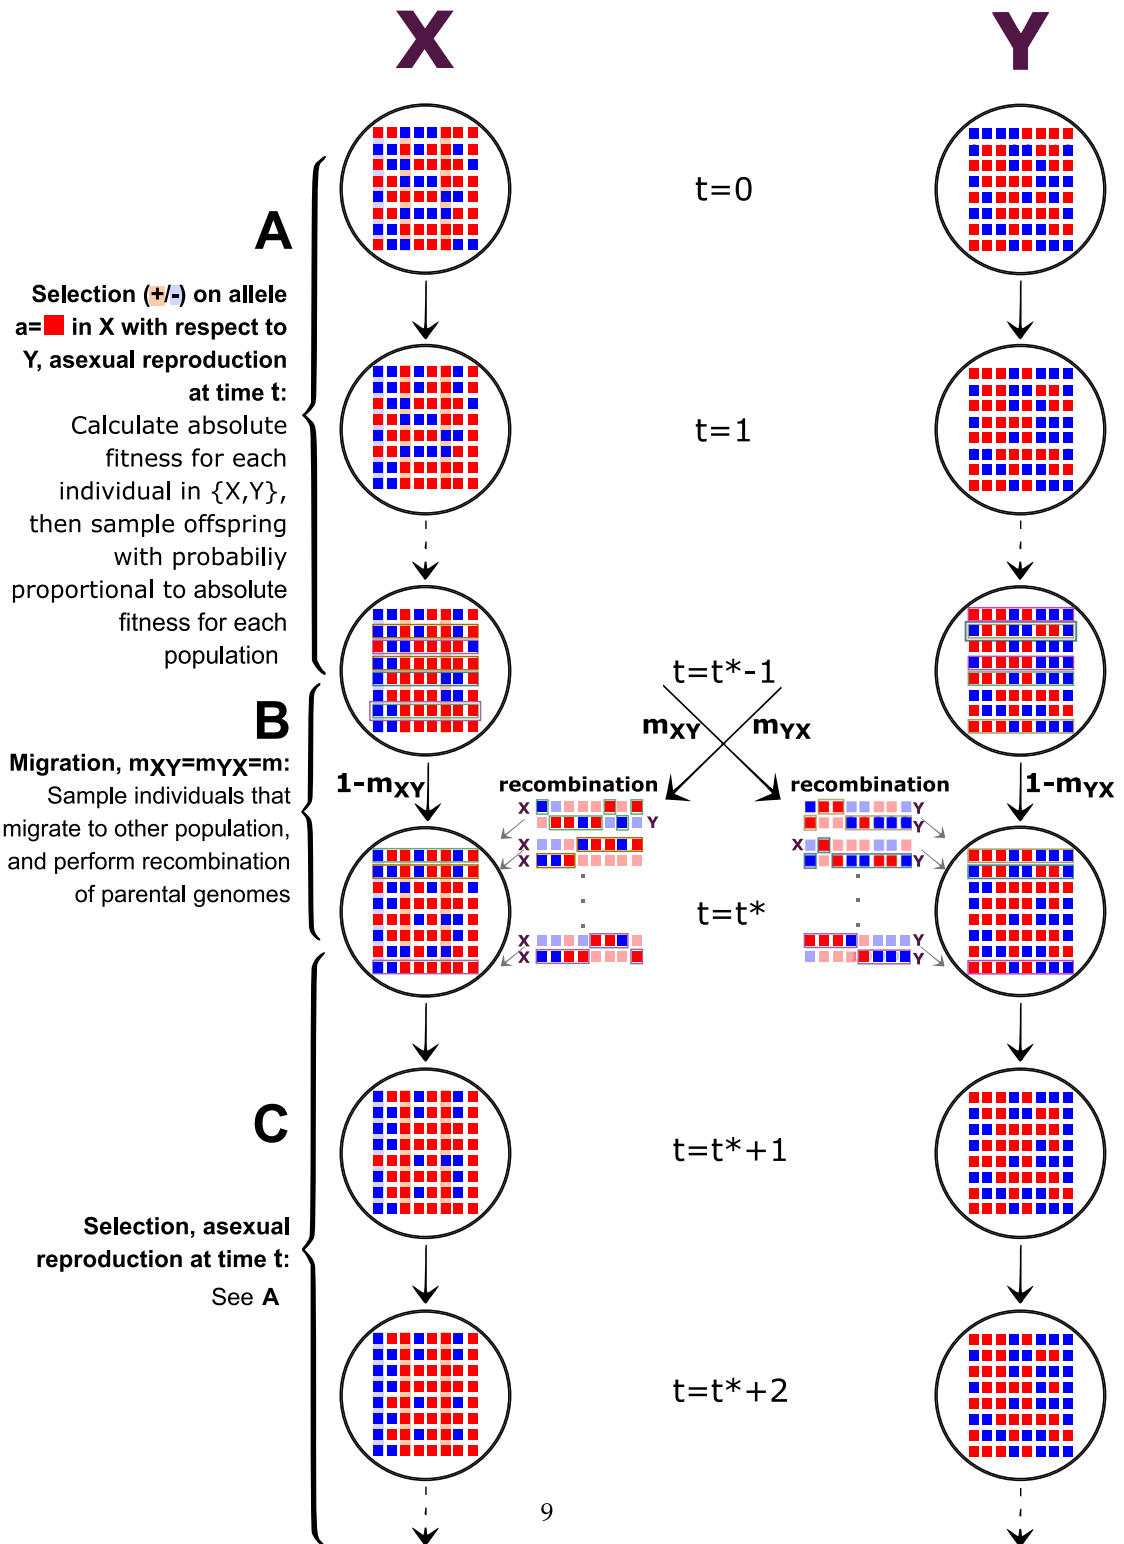 X Y
t=0
A
Selection (+/-) on allele
a= in X with respect to
Y, asexual reproduction
at time t:
Calculate absolute
fitness for each
individual in {X,Y},
then sample offspring
with probabiliy
proportional to absolute
fitness for each
population
t=1
t=t*-1
B
Migration, mXY=mYX=m:
Sample individuals that
migrate to other population,
and perform recombination
of parental genomes
mXY mYX
1-mXY
1-mYX
recombination
X
Y
X
X
X
X
recombination
Y
Y
X
Y
Y
Y
t=t*
C
Selection, asexual
reproduction at time t:
See A
t=t*+1
t=t*+2
9